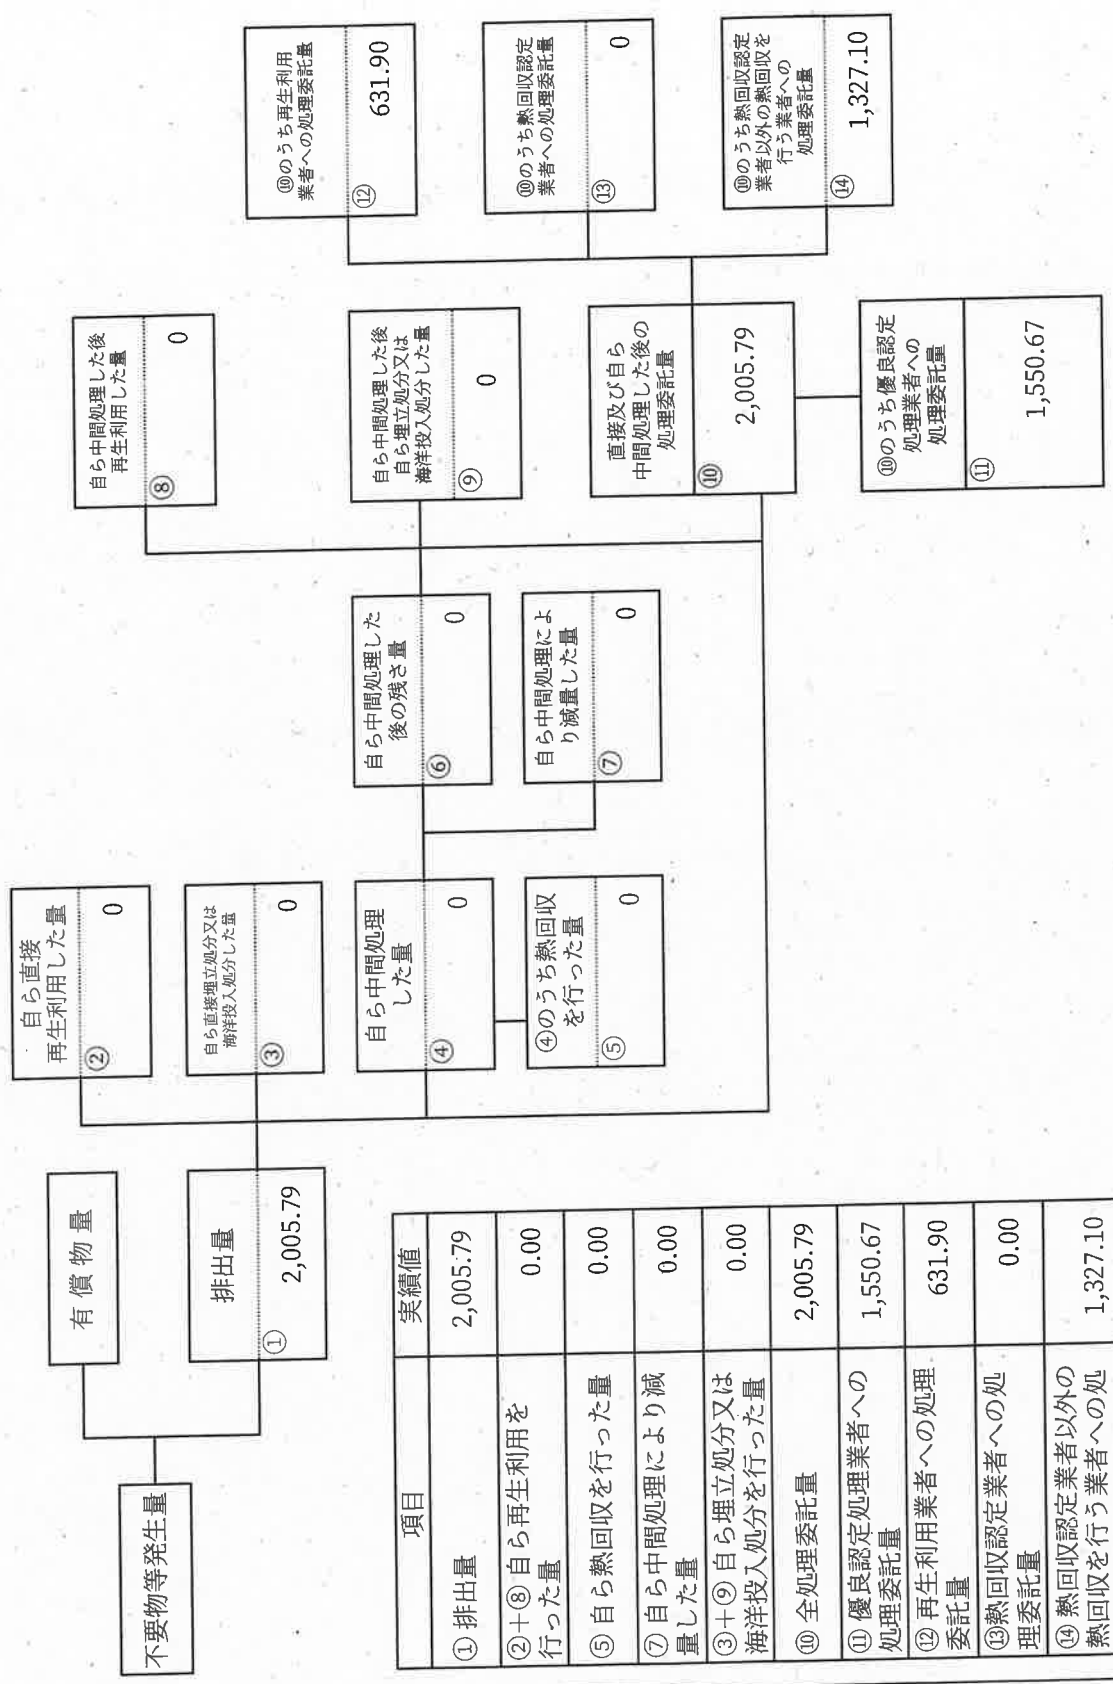 不要物等発生量
有償物量
排出量
①
2,005.79
自ら直接
再生利用した量
②
0
自ら直接埋立処分又は
海洋投入処分した量
③
0
自ら中間処理
した量
④
0
④のうち熱回収
を行った量
⑤
0
自ら中間処理した
後の残さ量
⑥
0
自ら中間処理によ
り減量した量
⑦
0
自ら中間処理した後
再生利用した量
⑧
0
自ら中間処理した後
自ら埋立処分又は
海洋投入処分した量
⑨
0
直接及び自ら
中間処理した後の
処理委託量
⑩
2,005.79
⑩のうち優良認定
処理業者への
処理委託量
⑪
1,550.67
⑩のうち再生利用
業者への処理委託量
⑫
631.90
⑩のうち熱回収認定
業者への処理委託量
⑬
0
⑩のうち熱回収認定
業者以外の熱回収を
行う業者への
処理委託量
⑭
1,327.10
項目 実績値
①排出量 2,005.79
②+⑧自ら再生利用を
行った量 0.00
⑤自ら熱回収を行った量 0.00
⑦自ら中間処理により減
量した量 0.00
③+⑨自ら埋立処分又は
海洋投入処分を行った量 0.00
⑩全処理委託量 2,005.79
⑪優良認定処理業者への
処理委託量 1,550.67
⑫再生利用業者への処理
委託量 631.90
⑬熱回収認定業者への処
理委託量 0.00
⑭熱回収認定業者以外の
熱回収を行う業者への処 1,327.10